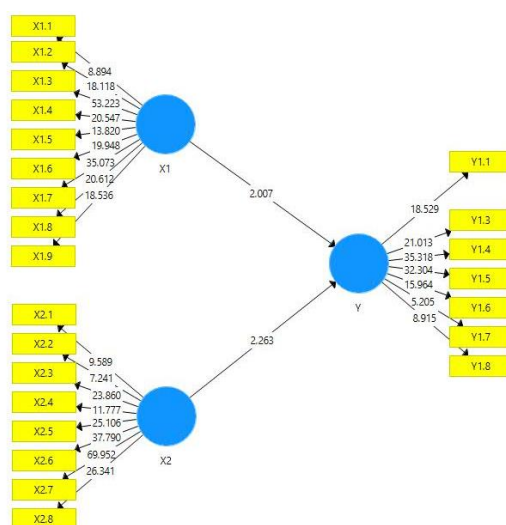 X1.1
X1.2
X1.3
X1.4
X1.5
X1.6
X1.7
X1.8
X1.9
8.894
18.118
53.223
20.547
13.820
19.948
35.073
20.612
18.536
X1
2.007
X2.1
X2.2
X2.3
X2.4
X2.5
X2.6
X2.7
X2.8
9.589
7.241
23.860
11.777
25.106
37.790
69.952
26.341
X2
2.263
Y
18.529
21.013
35.318
32.304
15.964
5.205
8.915
Y1.1
Y1.3
Y1.4
Y1.5
Y1.6
Y1.7
Y1.8